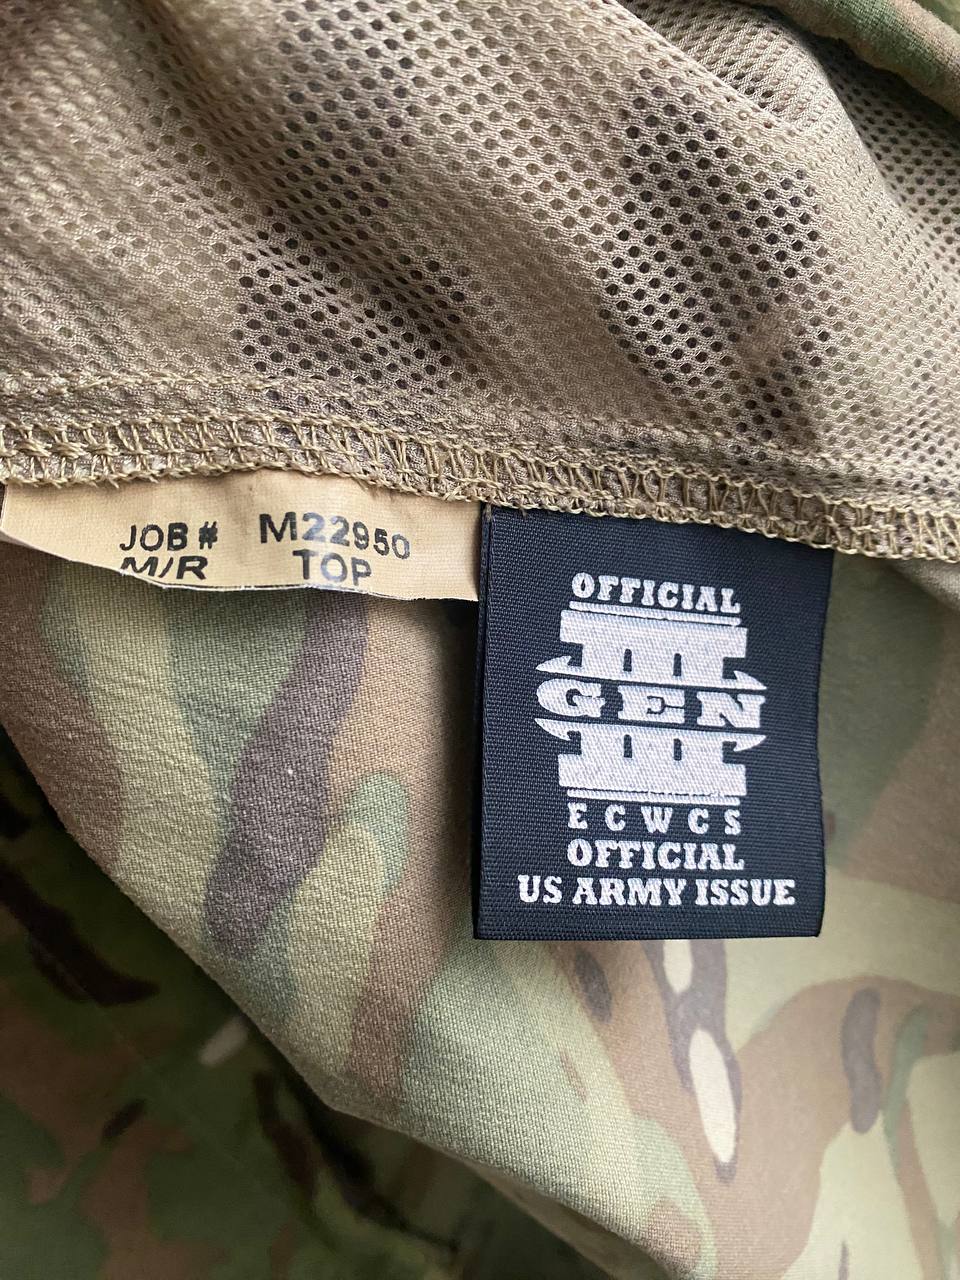 JOB # M22950
M/R TOP
OFFICIAL
III
GEN
ECWCS
OFFICIAL
US ARMY ISSUE